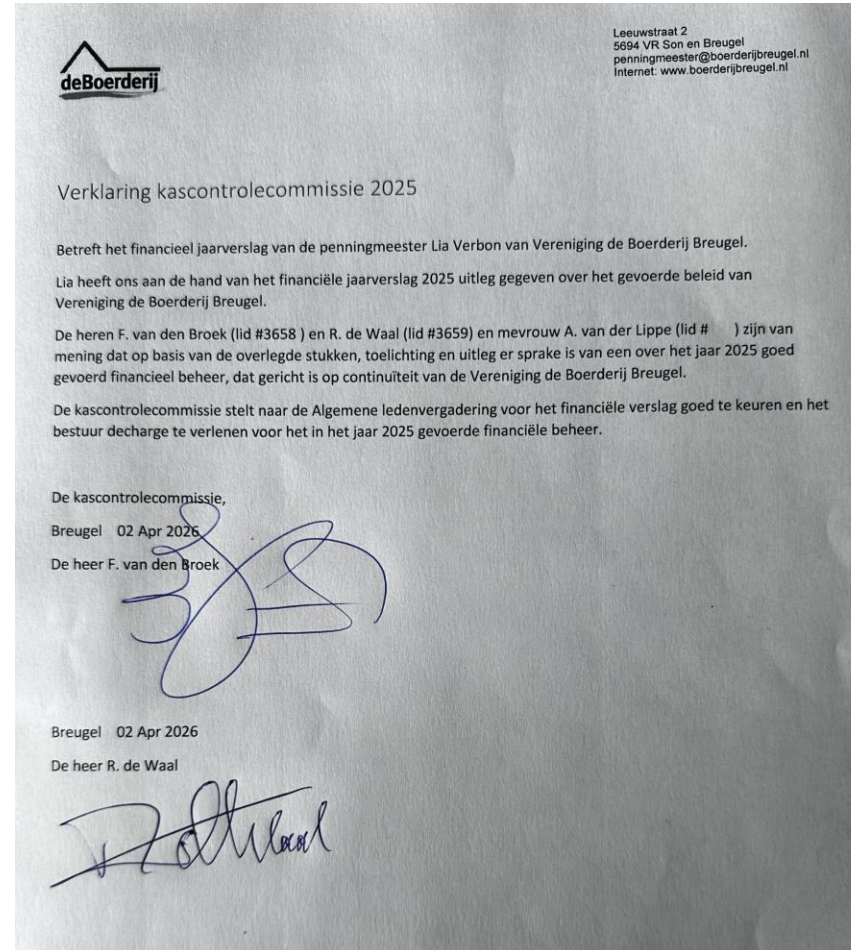 deBoerderij
Leeuwstraat 2
5694 VR Son en Breugel
penningmeester@boerderijbreugel.nl
Internet: www.boerderijbreugel.nl
Verklaring kascontrolecommissie 2025
Betreft het financieel jaarverslag van de penningmeester Lia Verbon van Vereniging de Boerderij Breugel.
Lia heeft ons aan de hand van het financiële jaarverslag 2025 uitleg gegeven over het gevoerde beleid van
Vereniging de Boerderij Breugel.
De heren F. van den Broek (lid #3658 ) en R. de Waal (lid #3659) en mevrouw A. van der Lippe (lid # ) zijn van
mening dat op basis van de overlegde stukken, toelichting en uitleg er sprake is van een over het jaar 2025 goed
gevoerd financieel beheer, dat gericht is op continuïteit van de Vereniging de Boerderij Breugel.
De kascontrolecommissie stelt naar de Algemene ledenvergadering voor het financiële verslag goed te keuren en het
bestuur decharge te verlenen voor het in het jaar 2025 gevoerde financiële beheer.
De kascontrolecommissie,
Breugel 02 Apr 2026
De heer F. van den Broek
Breugel 02 Apr 2026
De heer R. de Waal